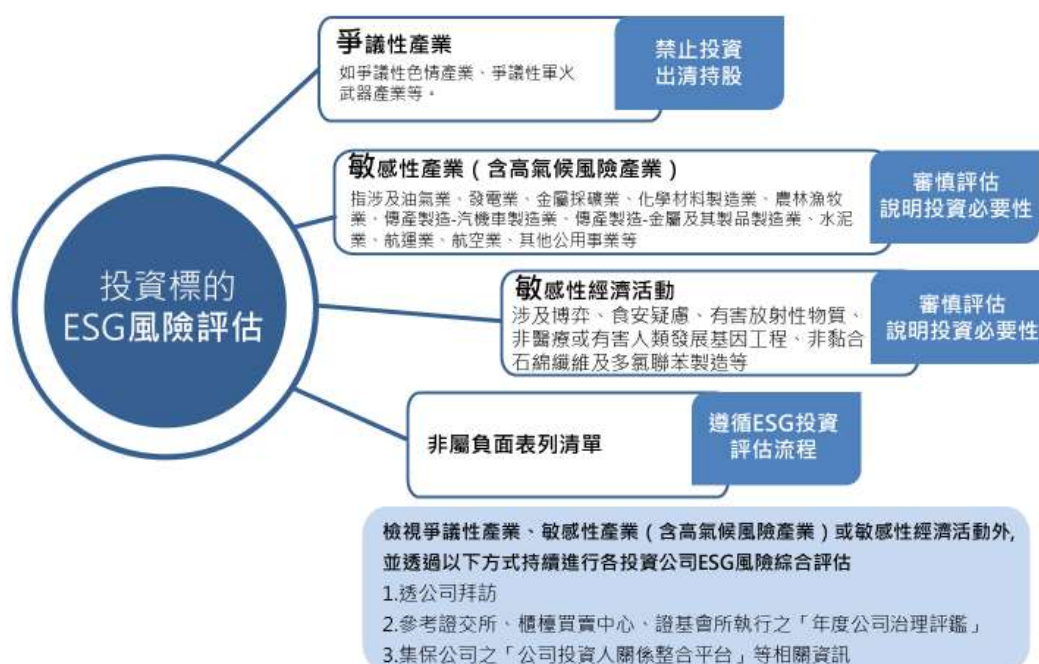 爭議性產業
如爭議性色情產業、爭議性軍火
武器產業等。
禁止投資
出清持股
敏感性產業（含高氣候風險產業）
指涉及油氣業、發電業、金屬採礦業、化學材料製造業、農林漁牧
業、傳產製造-汽機車製造業、傳產製造-金屬及其製品製造業、水泥
業、航運業、航空業、其他公用事業等
審慎評估
說明投資必要性
投資標的
ESG風險評估
敏感性經濟活動
涉及博弈、食安疑慮、有害放射性物質、
非醫療或有害人類發展基因工程、非黏合
石綿纖維及多氯聯苯製造等
審慎評估
說明投資必要性
非屬負面表列清單
遵循ESG投資
評估流程
檢視爭議性產業、敏感性產業（含高氣候風險產業）或敏感性經濟活動外,
並透過以下方式持續進行各投資公司ESG風險綜合評估
1.透公司拜訪
2.參考證交所、櫃檯買賣中心、證基會所執行之「年度公司治理評鑑」
3.集保公司之「公司投資人關係整合平台」等相關資訊